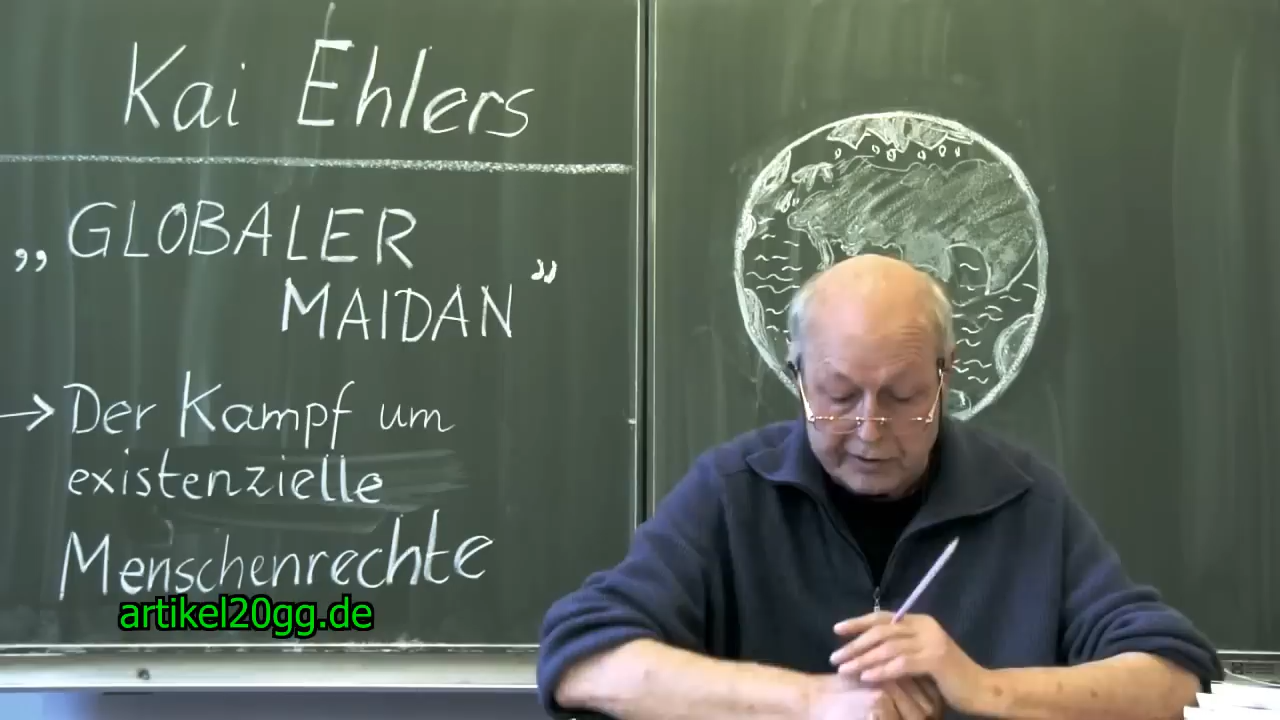 Kai Ehlers
„GLOBALER
MAIDAN"
→ Der Kampf um
existenzielle
Menschenrechte
artikel20gg.de